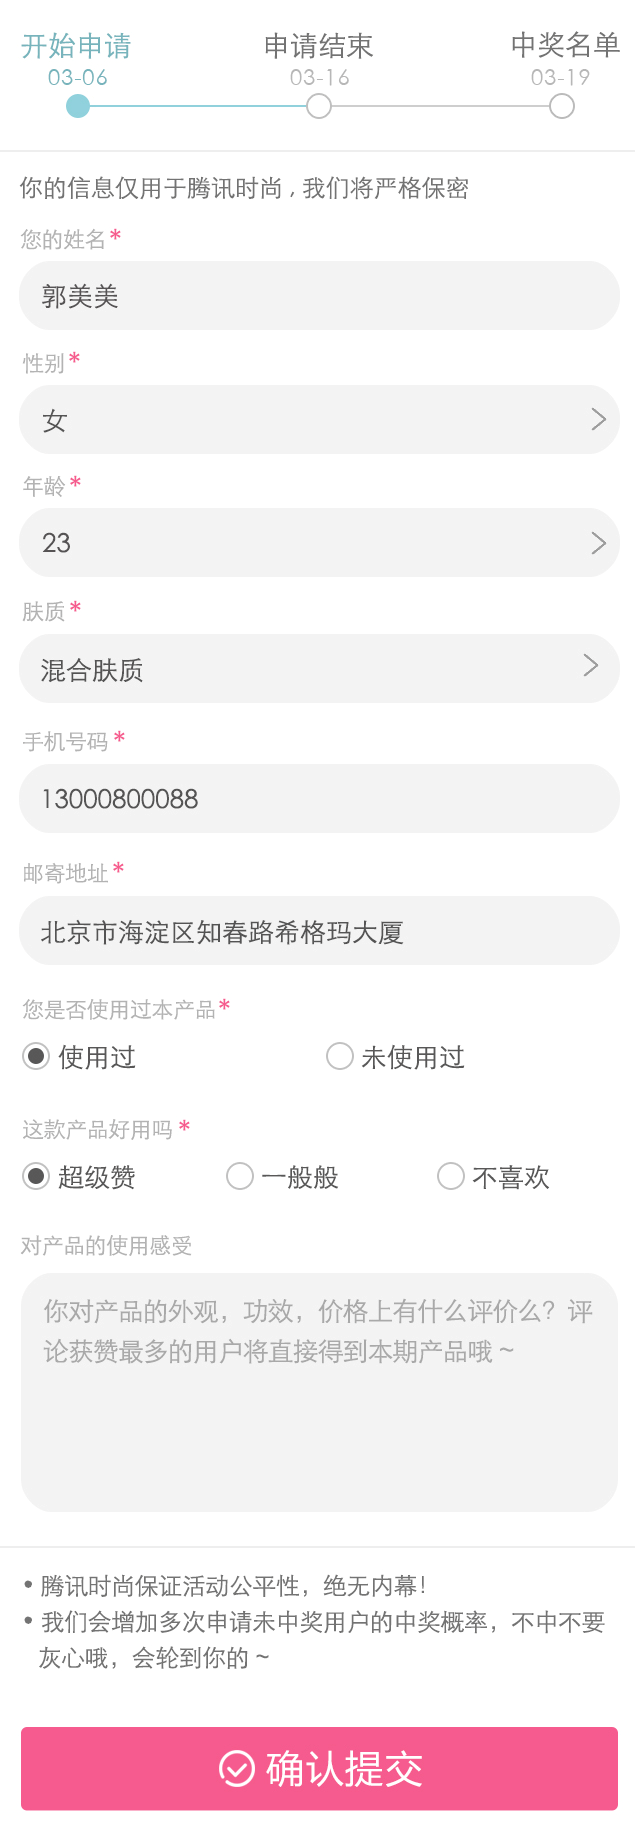 开始申请 申请结束 中奖名单
03-06 03-16 03-19
你的信息仅用于腾讯时尚，我们将严格保密
您的姓名*
郭美美
性别*
女
年龄*
23
肤质*
混合肤质
手机号码*
13000800088
邮寄地址*
北京市海淀区知春路希格玛大厦
您是否使用过本产品*
使用过 未使用过
这款产品好用吗*
超级赞 一般般 不喜欢
对产品的使用感受
你对产品的外观，功效，价格上有什么评价么？评
论获赞最多的用户将直接得到本期产品哦~
• 腾讯时尚保证活动公平性，绝无内幕！
• 我们会增加多次申请未中奖用户的中奖概率，不中不要
灰心哦，会轮到你的~
确认提交